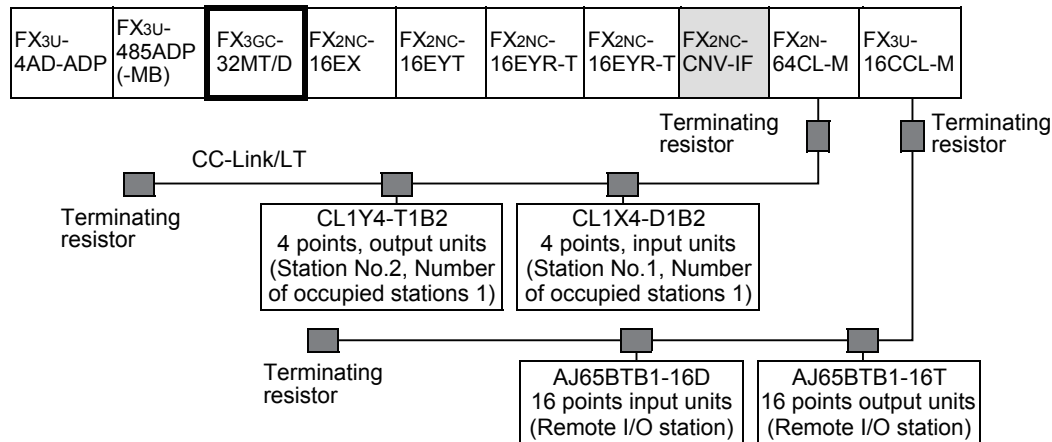 FX3U-
4AD-ADP
FX3U-
485ADP
(-MB)
FX3GC-
32MT/D
FX2NC-
16EX
FX2NC-
16EYT
FX2NC-
16EYR-T
FX2NC-
16EYR-T
FX2NC-
CNV-IF
FX2N-
64CL-M
FX3U-
16CCL-M
Terminating
resistor
Terminating
resistor
CC-Link/LT
Terminating
resistor
CL1Y4-T1B2
4 points, output units
(Station No.2, Number
of occupied stations 1)
CL1X4-D1B2
4 points, input units
(Station No.1, Number
of occupied stations 1)
Terminating
resistor
AJ65BTB1-16D
16 points input units
(Remote I/O station)
AJ65BTB1-16T
16 points output units
(Remote I/O station)